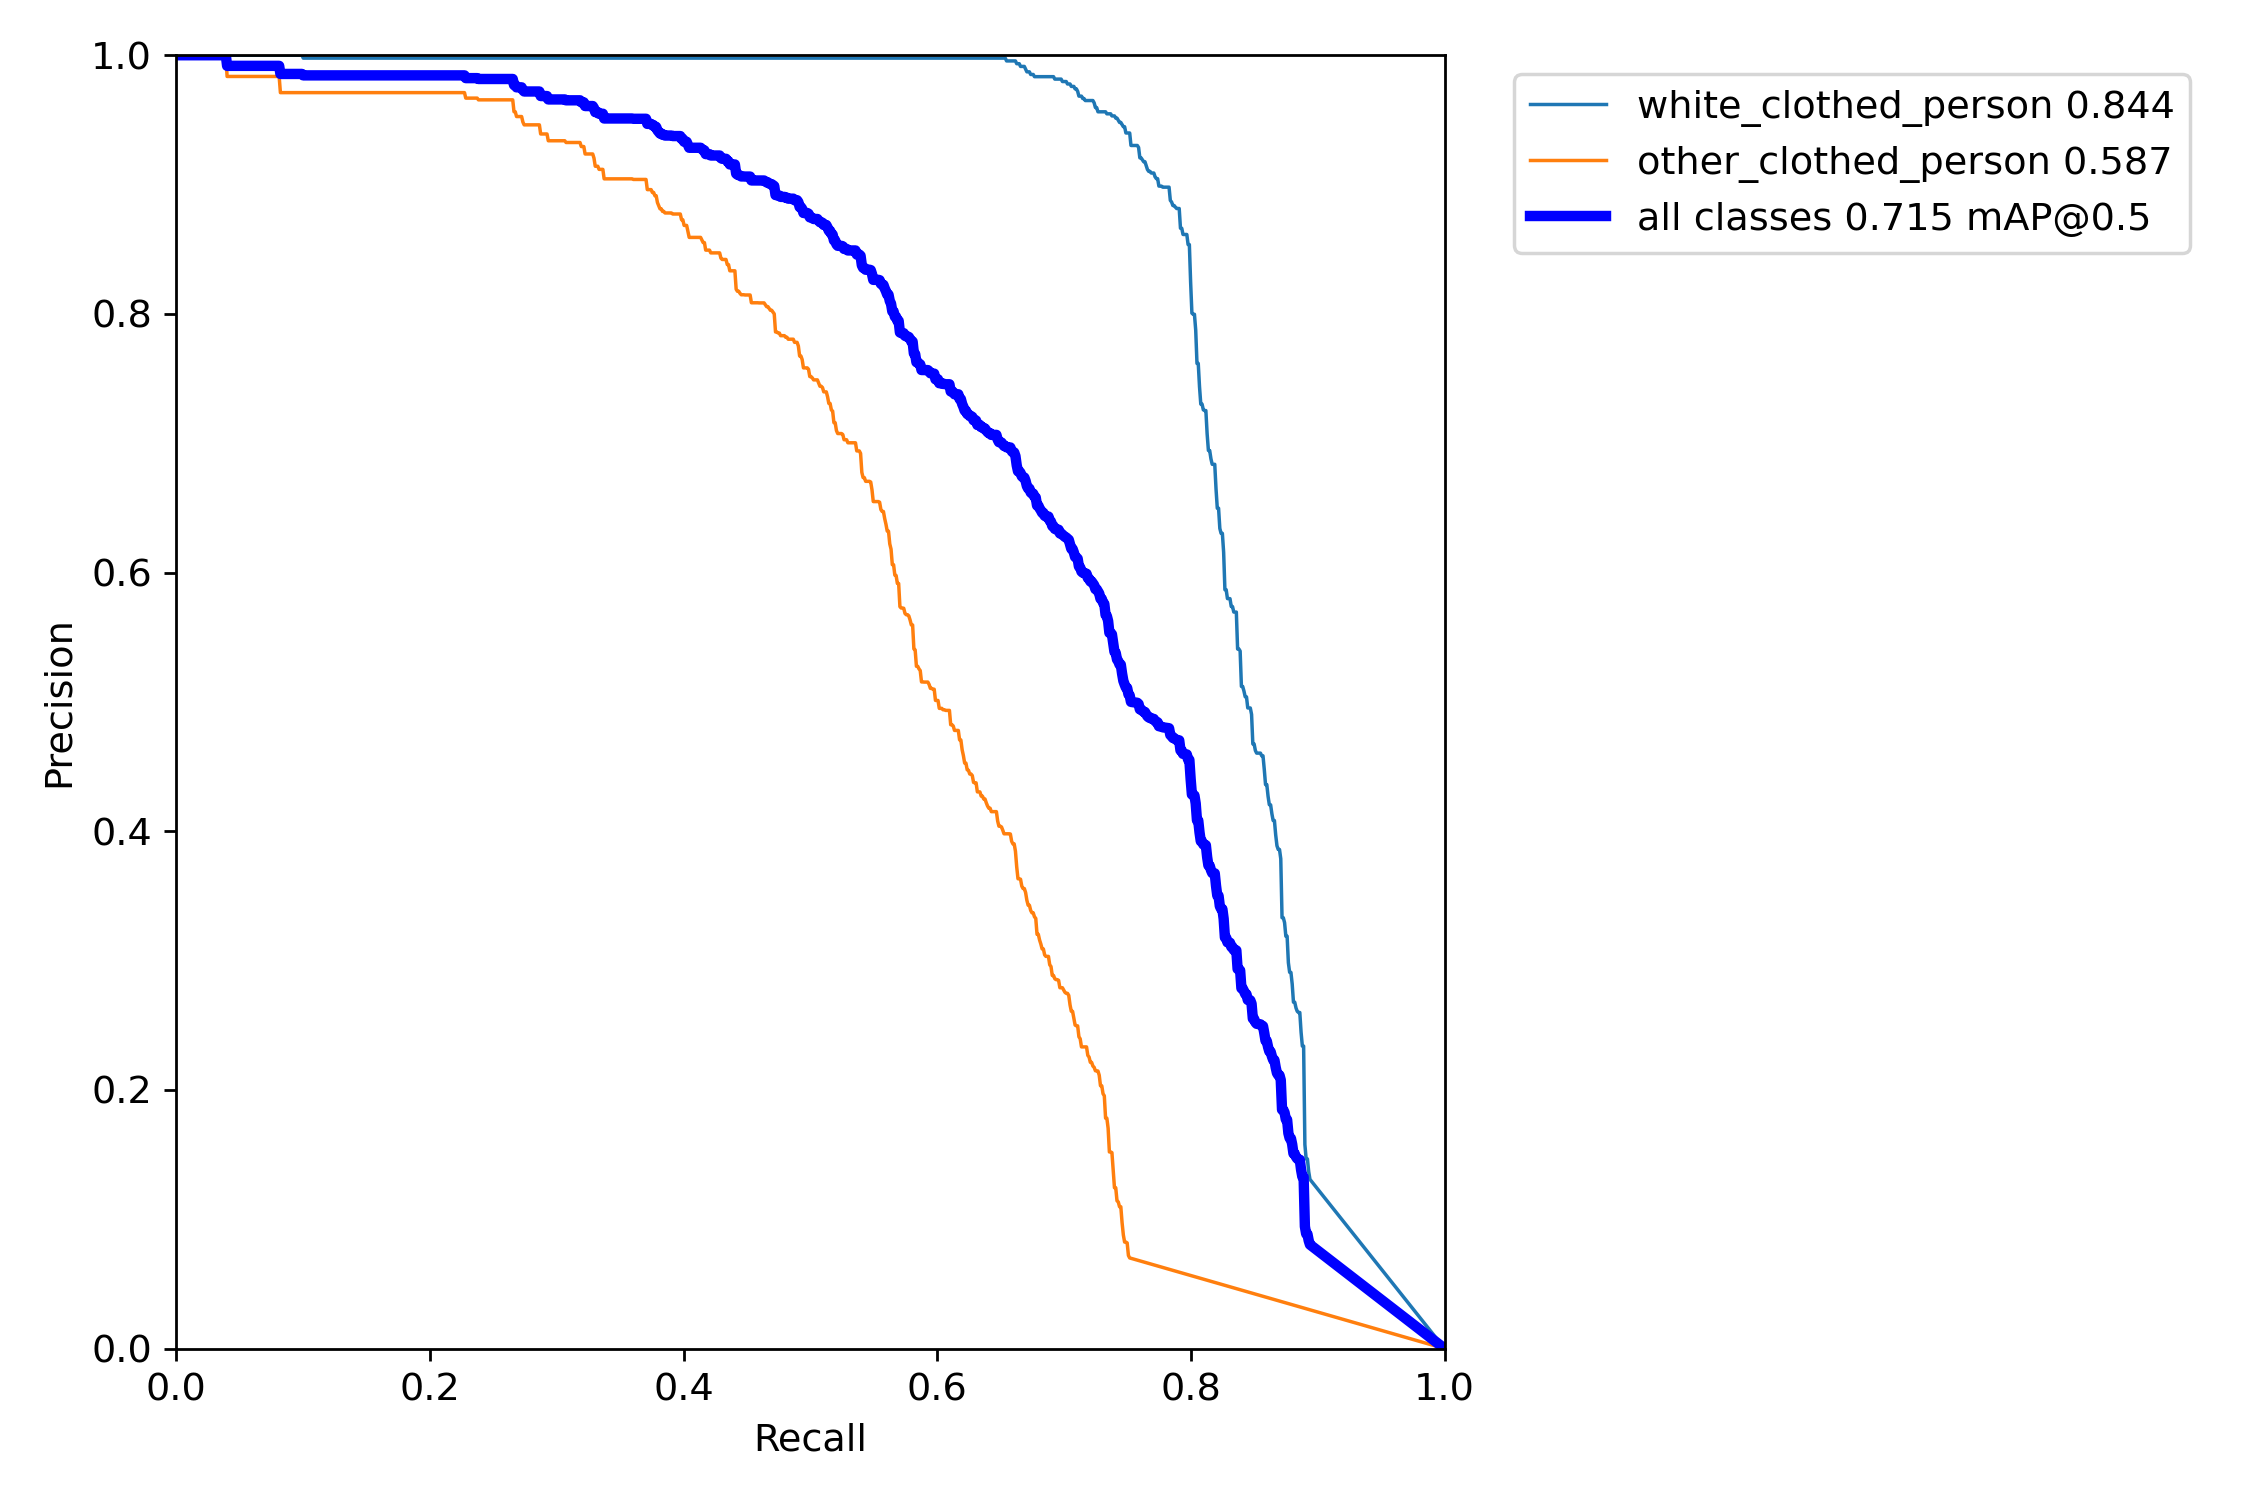 white_clothed_person 0.844
other_clothed_person 0.587
all classes 0.715 mAP@0.5
Precision
1.0
0.8
0.6
0.4
0.2
0.0
0.0 0.2 0.4 0.6 0.8 1.0
Recall